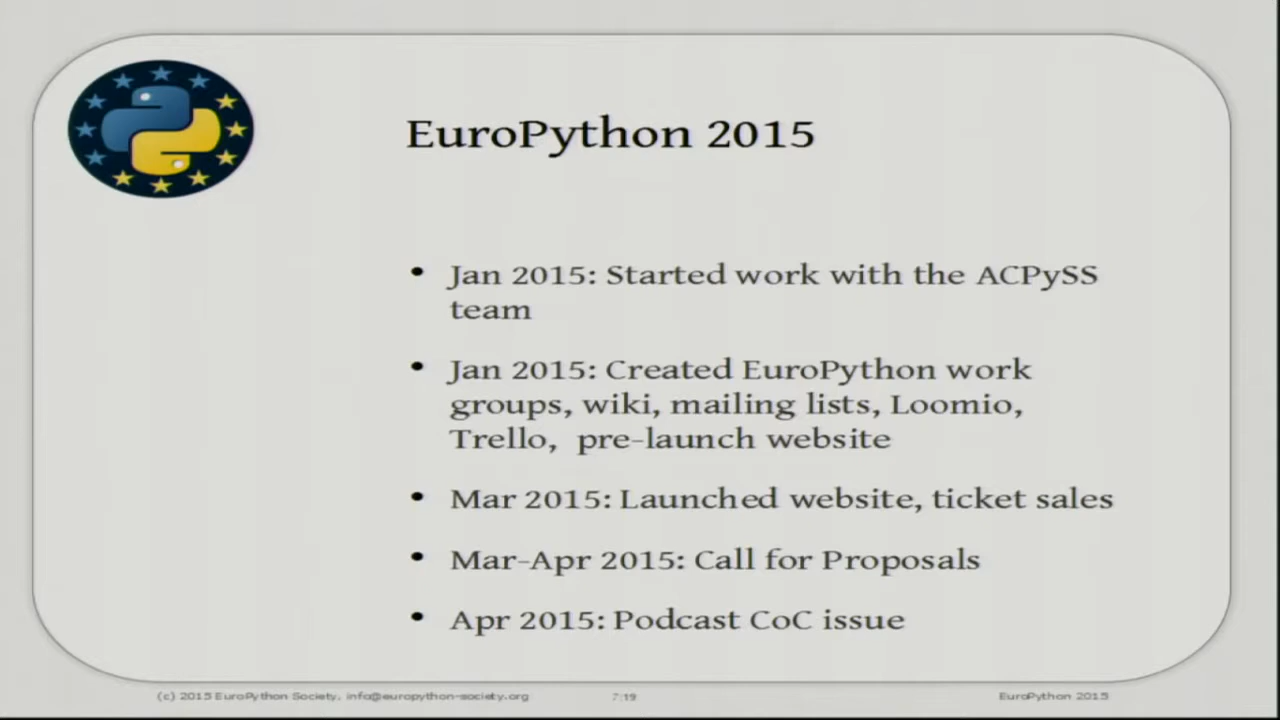 EuroPython 2015
• Jan 2015: Started work with the ACPySS
team
• Jan 2015: Created EuroPython work
groups, wiki, mailing lists, Loomio,
Trello,  pre-launch website
• Mar 2015: Launched website, ticket sales
• Mar-Apr 2015: Call for Proposals
• Apr 2015: Podcast CoC issue
(c) 2015 EuroPython Society, info@europython-society.org 7:19 EuroPython 2015